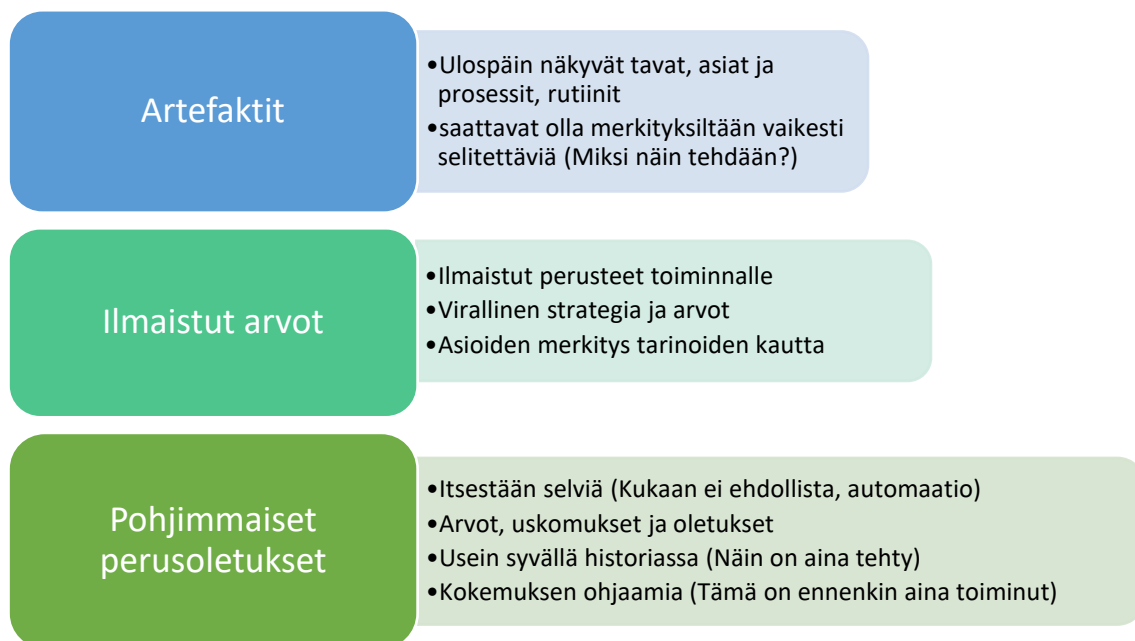 Artefaktit
•Ulospäin näkyvät tavat, asiat ja
prosessit, rutiinit
•saattavat olla merkityksiltään vaikesti
selitettäviä (Miksi näin tehdään?)
Ilmaistut arvot
•Ilmaistut perusteet toiminnalle
•Virallinen strategia ja arvot
•Asioiden merkitys tarinoiden kautta
Pohjimmaiset
perusoletukset
•Itsestään selviä (Kukaan ei ehdollista, automaatio)
•Arvot, uskomukset ja oletukset
•Usein syvällä historiassa (Näin on aina tehty)
•Kokemuksen ohjaamia (Tämä on ennenkin aina toiminut)